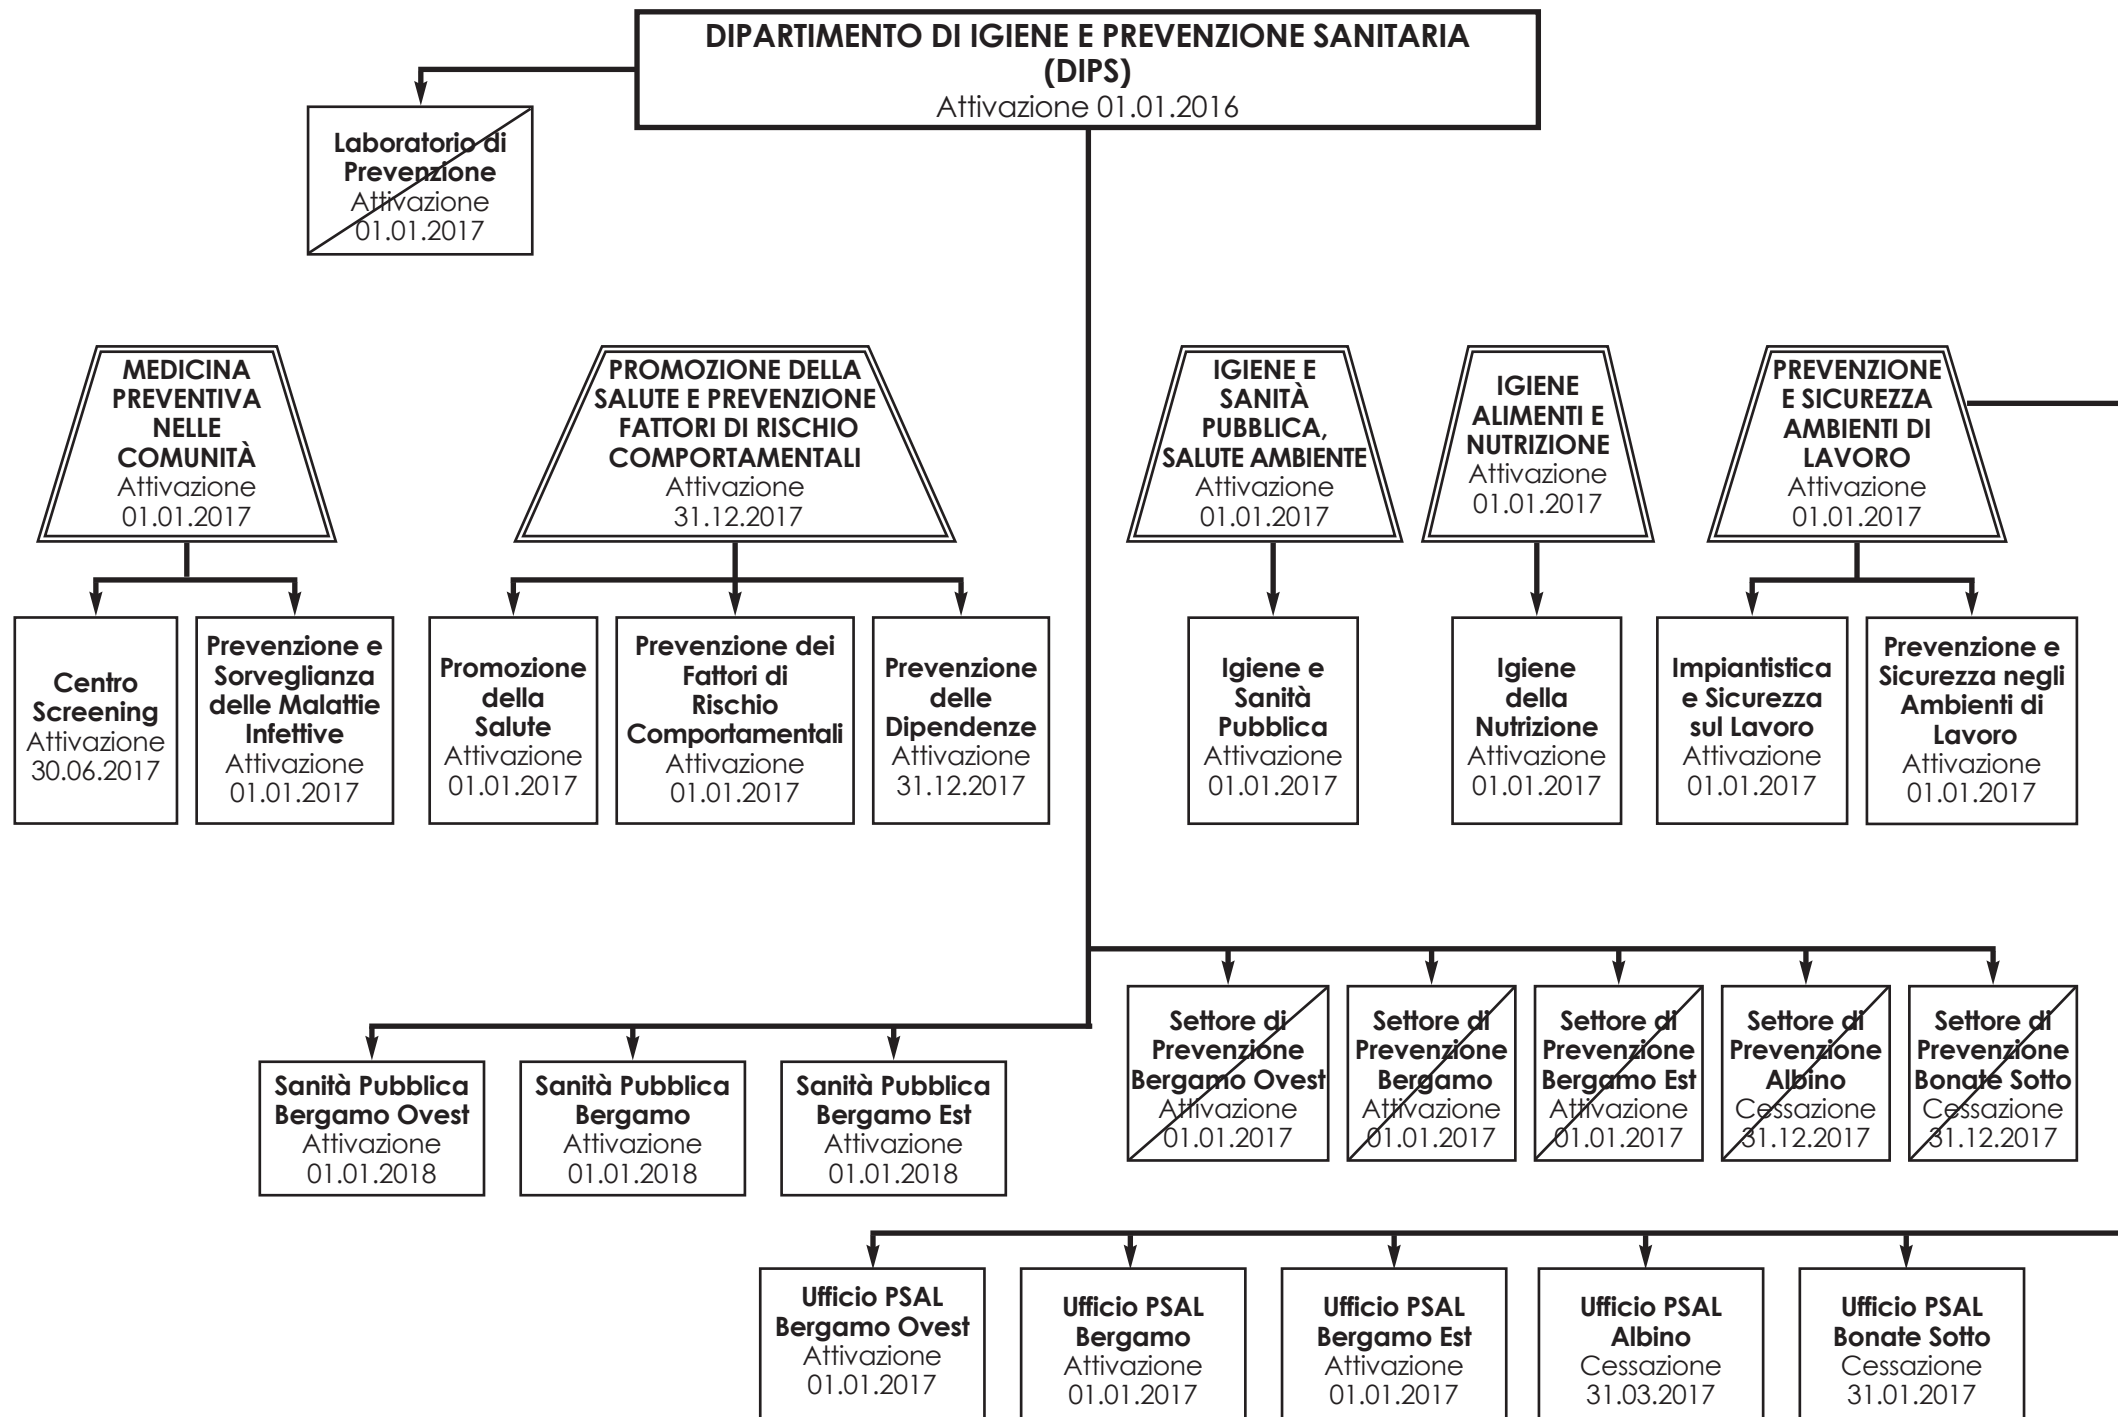 DIPARTIMENTO DI IGIENE E PREVENZIONE SANITARIA
(DIPS)
Attivazione 01.01.2016
Laboratorio di
Prevenzione
Attivazione
01.01.2017
MEDICINA
PREVENTIVA
NELLE
COMUNITÀ
Attivazione
01.01.2017
PROMOZIONE DELLA
SALUTE E PREVENZIONE
FATTORI DI RISCHIO
COMPORTAMENTALI
Attivazione
31.12.2017
IGIENE E
SANITÀ
PUBBLICA,
SALUTE AMBIENTE
Attivazione
01.01.2017
IGIENE
ALIMENTI E
NUTRIZIONE
Attivazione
01.01.2017
PREVENZIONE
E SICUREZZA
AMBIENTI DI
LAVORO
Attivazione
01.01.2017
Centro
Screening
Attivazione
30.06.2017
Prevenzione e
Sorveglianza
delle Malattie
Infettive
Attivazione
01.01.2017
Promozione
della
Salute
Attivazione
01.01.2017
Prevenzione dei
Fattori di
Rischio
Comportamentali
Attivazione
01.01.2017
Prevenzione
delle
Dipendenze
Attivazione
31.12.2017
Igiene e
Sanità
Pubblica
Attivazione
01.01.2017
Igiene
della
Nutrizione
Attivazione
01.01.2017
Impiantistica
e Sicurezza
sul Lavoro
Attivazione
01.01.2017
Prevenzione e
Sicurezza negli
Ambienti di
Lavoro
Attivazione
01.01.2017
Settore di
Prevenzione
Bergamo Ovest
Attivazione
01.01.2017
Settore di
Prevenzione
Bergamo
Attivazione
01.01.2017
Settore di
Prevenzione
Bergamo Est
Attivazione
01.01.2017
Settore di
Prevenzione
Albino
Cessazione
31.12.2017
Settore di
Prevenzione
Bonate Sotto
Cessazione
31.12.2017
Sanità Pubblica
Bergamo Ovest
Attivazione
01.01.2018
Sanità Pubblica
Bergamo
Attivazione
01.01.2018
Sanità Pubblica
Bergamo Est
Attivazione
01.01.2018
Ufficio PSAL
Bergamo Ovest
Attivazione
01.01.2017
Ufficio PSAL
Bergamo
Attivazione
01.01.2017
Ufficio PSAL
Bergamo Est
Attivazione
01.01.2017
Ufficio PSAL
Albino
Cessazione
31.03.2017
Ufficio PSAL
Bonate Sotto
Cessazione
31.01.2017